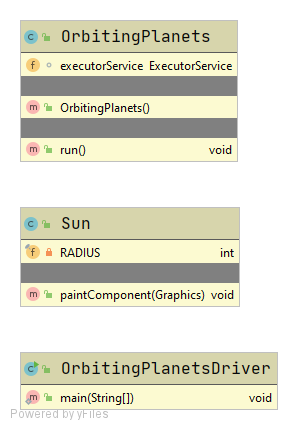 OrbitingPlanets
executorService ExecutorService
OrbitingPlanets()
run() void
Sun
RADIUS int
paintComponent(Graphics) void
OrbitingPlanetsDriver
main(String[]) void
Powered by yFiles